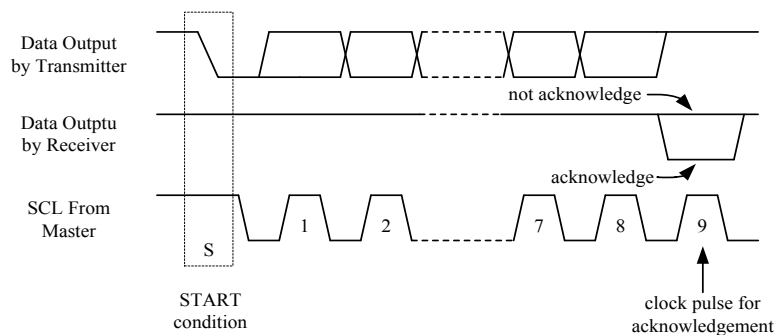 Data Output
by Transmitter
not acknowledge
Data Outptu
by Receiver
acknowledge
SCL From
Master
1
2
7
8
9
S
START
condition
clock pulse for
acknowledgement